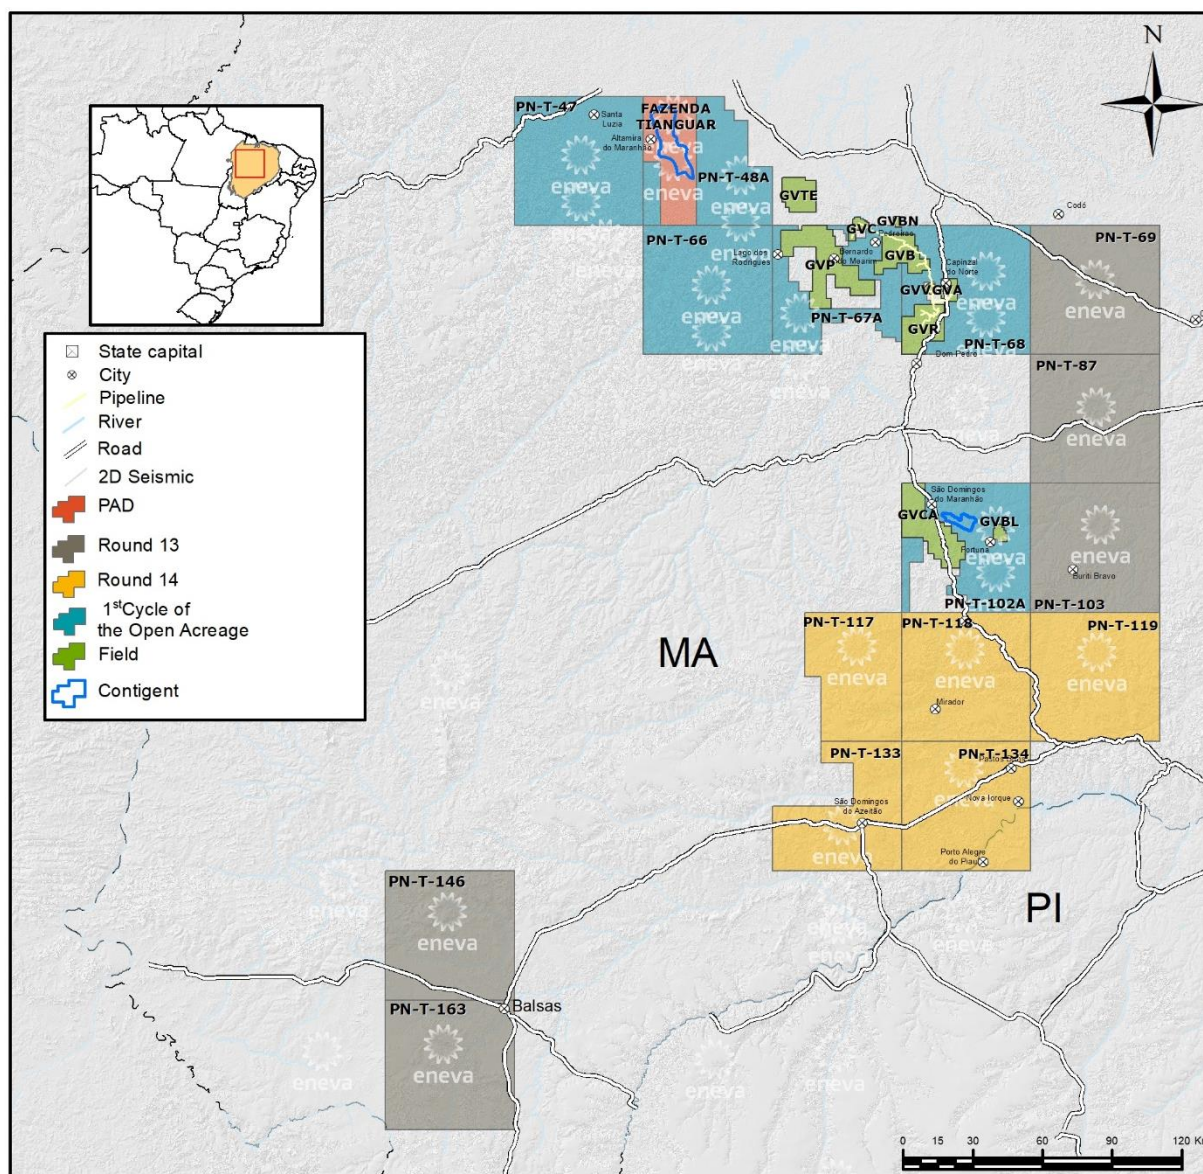 N
PN-T-47
Santa
Luzia
FAZENDA
TIANGUAR
Altamira
do Maranhão
PN-T-48A
GVTE
Codó
PN-T-66
Lago dos
Rodrigues
GVC
GVBN
GVP
Bernardo
do Mearim
GVB
Capinzal
do Norte
GVV
GVA
PN-T-67A
GVR
PN-T-68
Dom Pedro
PN-T-69
PN-T-87
São Domingos
do Maranhão
GVCA
GVBL
Fortuna
PN-T-102A
Buriti Bravo
PN-T-103
PN-T-117
PN-T-118
PN-T-119
Mirador
PN-T-133
PN-T-134
Nova Iorque
São Domingos
do Azeitão
Porto Alegre
do Piauí
MA
PI
PN-T-146
PN-T-163
Balsas
eneva
State capital
City
Pipeline
River
Road
2D Seismic
PAD
Round 13
Round 14
1stCycle of
the Open Acreage
Field
Contigent
0 15 30 60 90 120 K